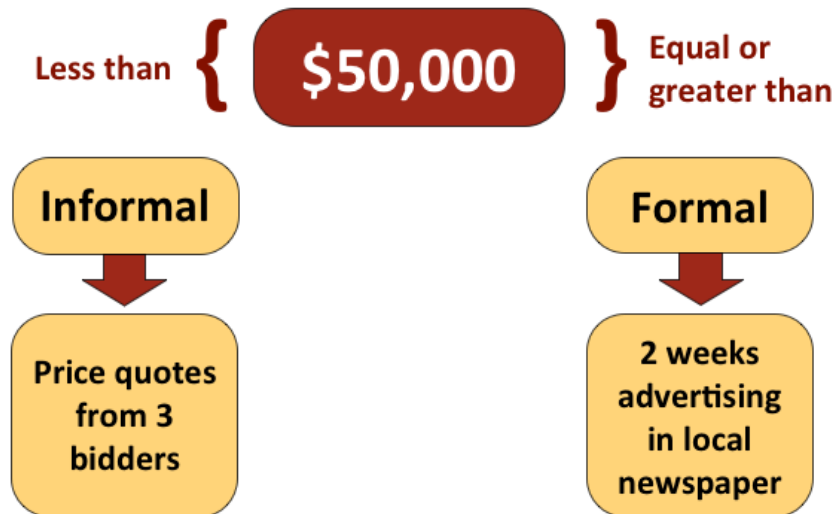 Less than
{
$50,000
}
Equal or
greater than
Informal
Formal
Price quotes
from 3
bidders
2 weeks
advertising
in local
newspaper